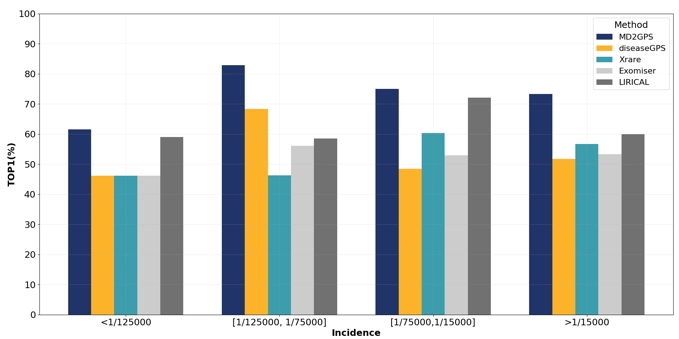 100
90
80
70
60
50
40
30
20
10
0
TOP1(%)
Method
MD2GPS
diseaseGPS
Xrare
Exomiser
LIRICAL
<1/125000
[1/125000, 1/75000]
[1/75000,1/15000]
>1/15000
Incidence